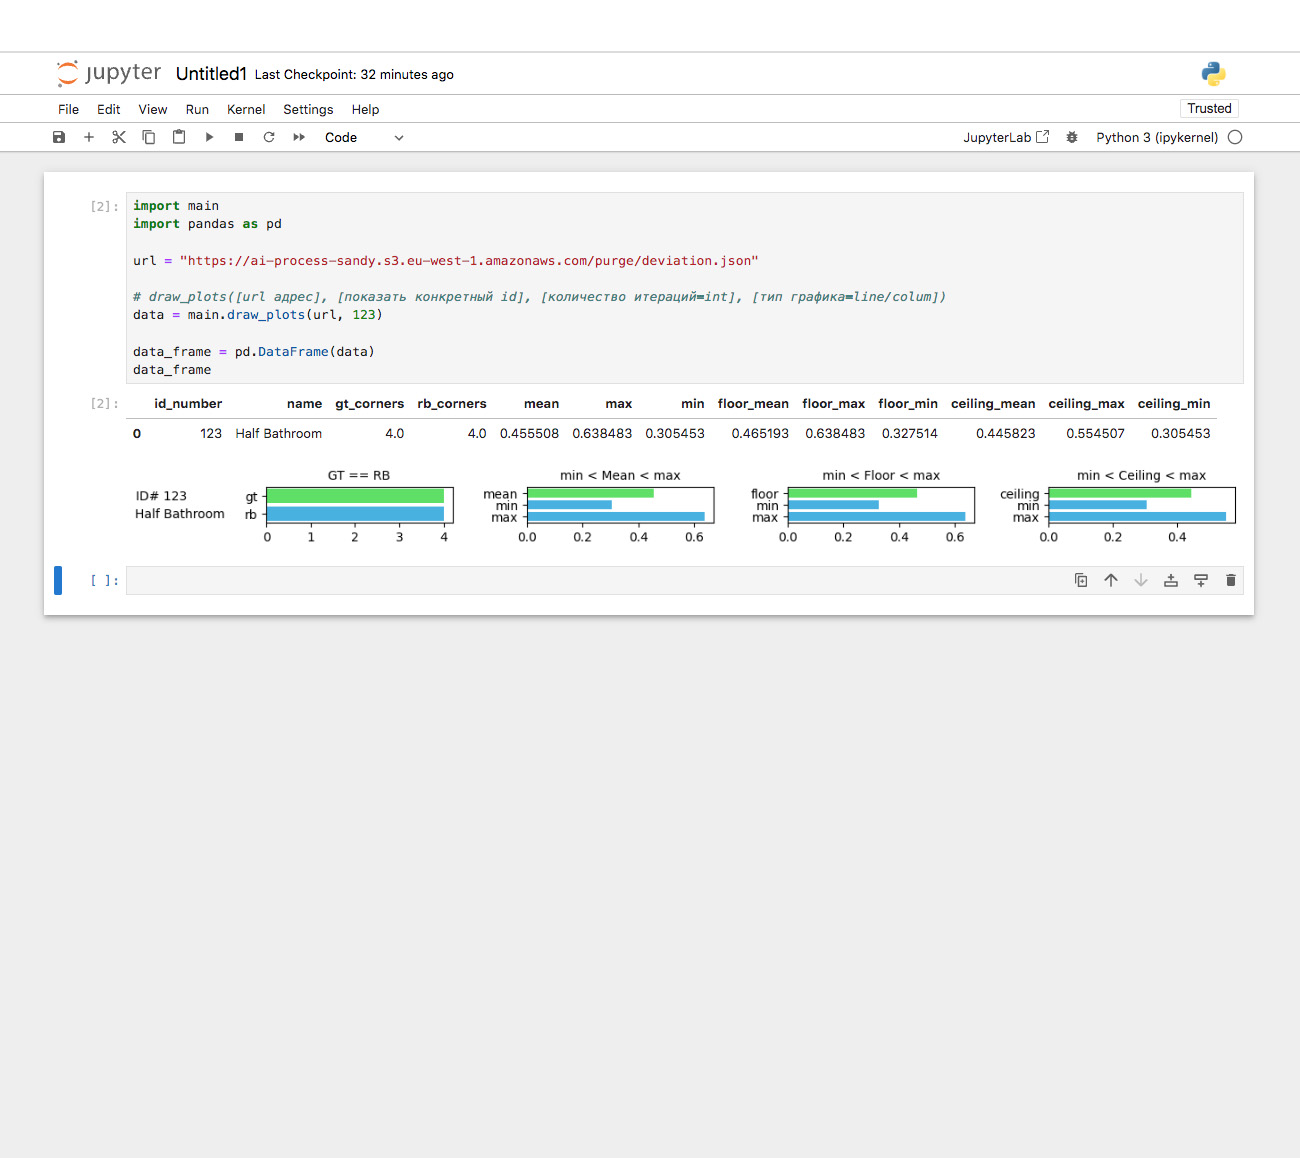 jupyter Untitled1 Last Checkpoint: 32 minutes ago
File Edit View Run Kernel Settings Help Trusted
Code JupyterLab Python 3 (ipykernel)
[2]: import main
import pandas as pd
url = "https://ai-process-sandy.s3.eu-west-1.amazonaws.com/purge/deviation.json"
# draw_plots([url адрес], [показать конкретный id], [количество итераций=int], [тип графика=line/colum])
data = main.draw_plots(url, 123)
data_frame = pd.DataFrame(data)
data_frame
[2]: id_number name gt_corners rb_corners mean max min floor_mean floor_max floor_min ceiling_mean ceiling_max ceiling_min
0 123 Half Bathroom 4.0 4.0 0.455508 0.638483 0.305453 0.465193 0.638483 0.327514 0.445823 0.554507 0.305453
GT == RB
ID# 123
Half Bathroom
gt
rb
0 1 2 3 4
min < Mean < max
mean
min
max
0.0 0.2 0.4 0.6
min < Floor < max
floor
min
max
0.0 0.2 0.4 0.6
min < Ceiling < max
ceiling
min
max
0.0 0.2 0.4
[ ]: